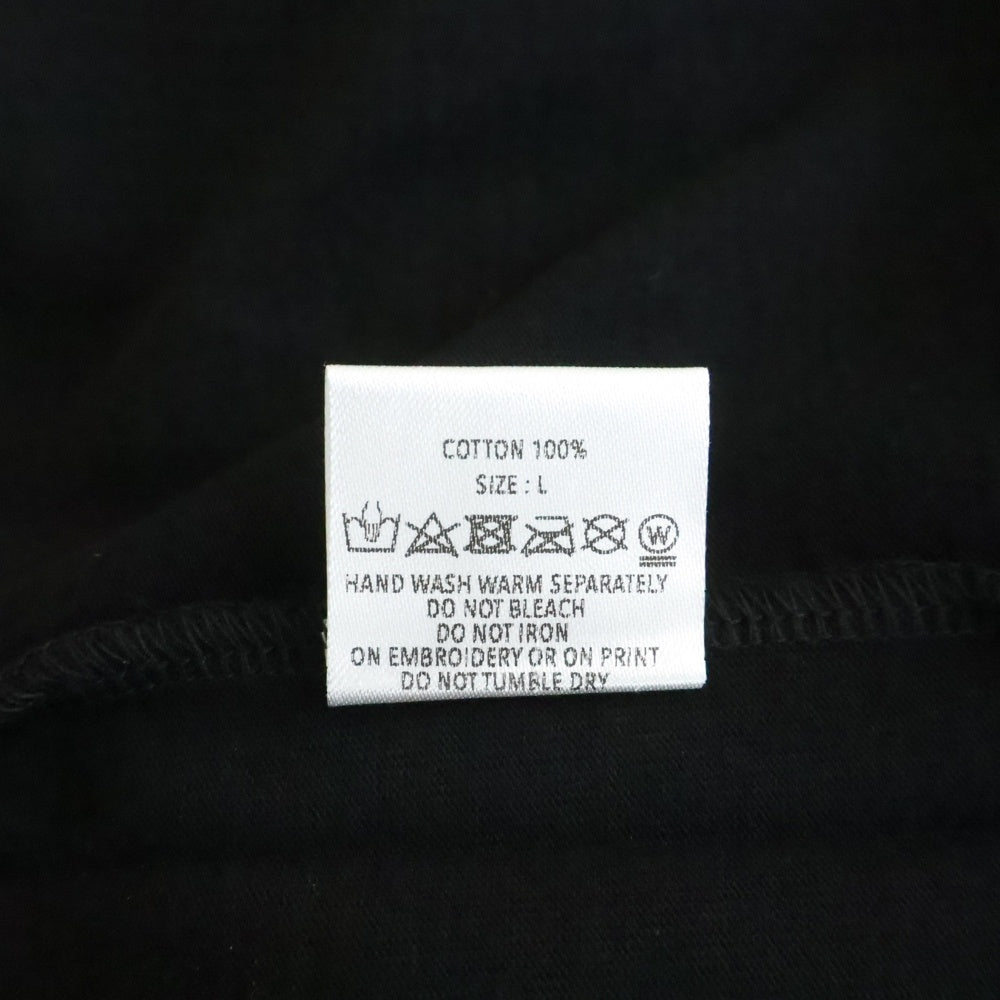 COTTON 100%
SIZE : L
W
HAND WASH WARM SEPARATELY
DO NOT BLEACH
DO NOT IRON
ON EMBROIDERY OR ON PRINT
DO NOT TUMBLE DRY